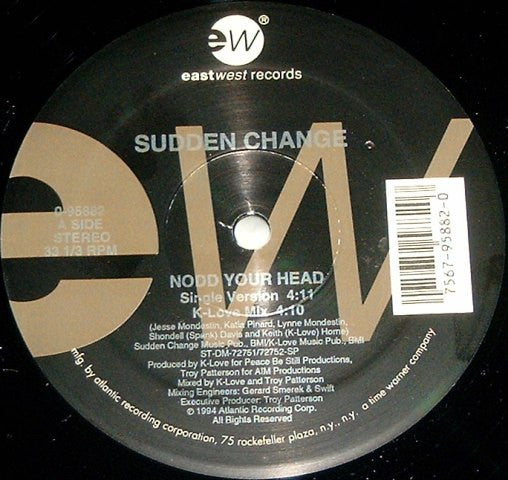 ew®
eastwest records
SUDDEN CHANGE
ew
0-95882
A SIDE
STEREO
33 1/3 RPM
7567-95882-0
NODD YOUR HEAD
Single Version 4:11
K-Love Mix 4:10
(Jesse Mondestin, Katia Pinard, Lynne Mondestin,
Shondell (Spank) Davis and Keith (K-Love) Horne)
Sudden Change Music Pub., BMI/K-Love Music Pub., BMI
ST-DM-72751/72752-SP
Produced by K-Love for Peace Be Still Productions,
Troy Patterson for AIM Productions
Mixed by K-Love and Troy Patterson
Mixing Engineers: Gerard Smerek & Swift
Executive Producer: Troy Patterson
© 1994 Atlantic Recording Corp.
All Rights Reserved
mfg. by atlantic recording corporation, 75 rockefeller plaza, n.y., n.y. a time warner company